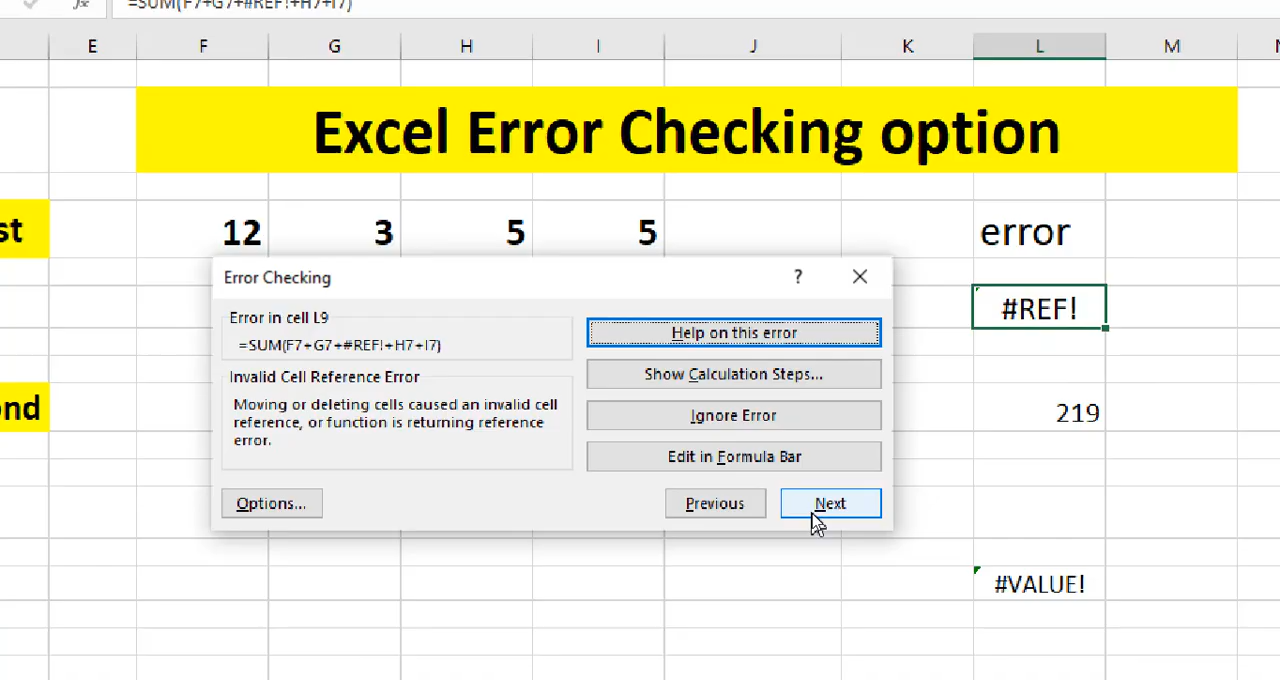 fx =SUM(F7+G7+#REF!+H7+I7)
E F G H I J K L M
Excel Error Checking option
st 12 3 5 5 error
Error Checking ?
#REF!
Error in cell L9
=SUM(F7+G7+#REF!+H7+I7)
Help on this error
Invalid Cell Reference Error
Show Calculation Steps...
Moving or deleting cells caused an invalid cell
reference, or function is returning reference
error.
Ignore Error
Edit in Formula Bar
ond 219
Options... Previous Next
#VALUE!